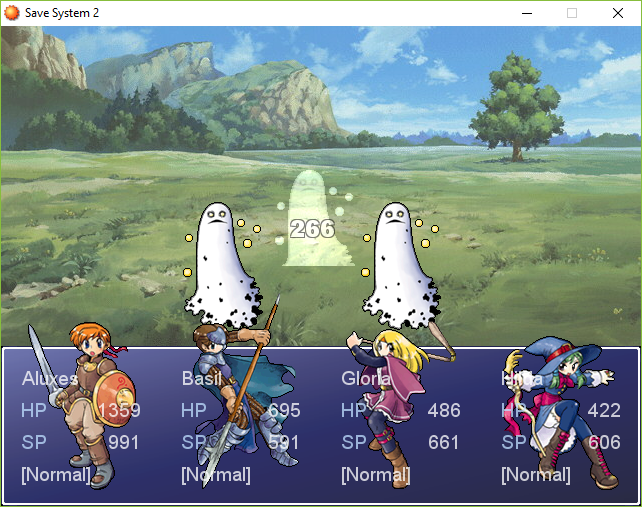 Save System 2
266
Aluxes Basil Gloria Hilda
HP 1359 HP 695 HP 486 HP 422
SP 991 SP 591 SP 661 SP 606
[Normal] [Normal] [Normal] [Normal]